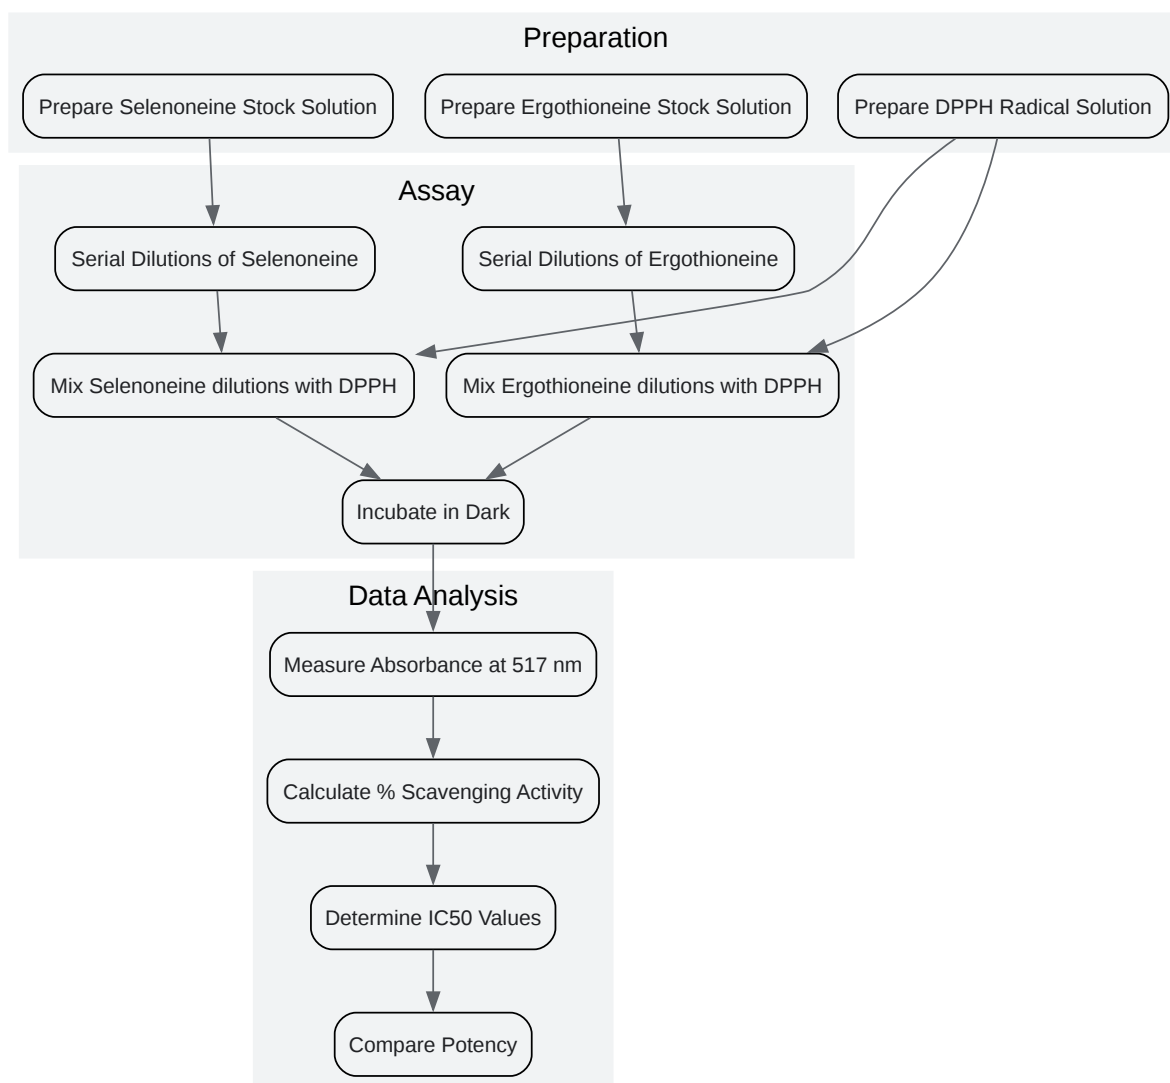 Preparation
Prepare Selenoneine Stock Solution
Prepare Ergothioneine Stock Solution
Prepare DPPH Radical Solution
Assay
Serial Dilutions of Selenoneine
Serial Dilutions of Ergothioneine
Mix Selenoneine dilutions with DPPH
Mix Ergothioneine dilutions with DPPH
Incubate in Dark
Data Analysis
Measure Absorbance at 517 nm
Calculate % Scavenging Activity
Determine IC50 Values
Compare Potency